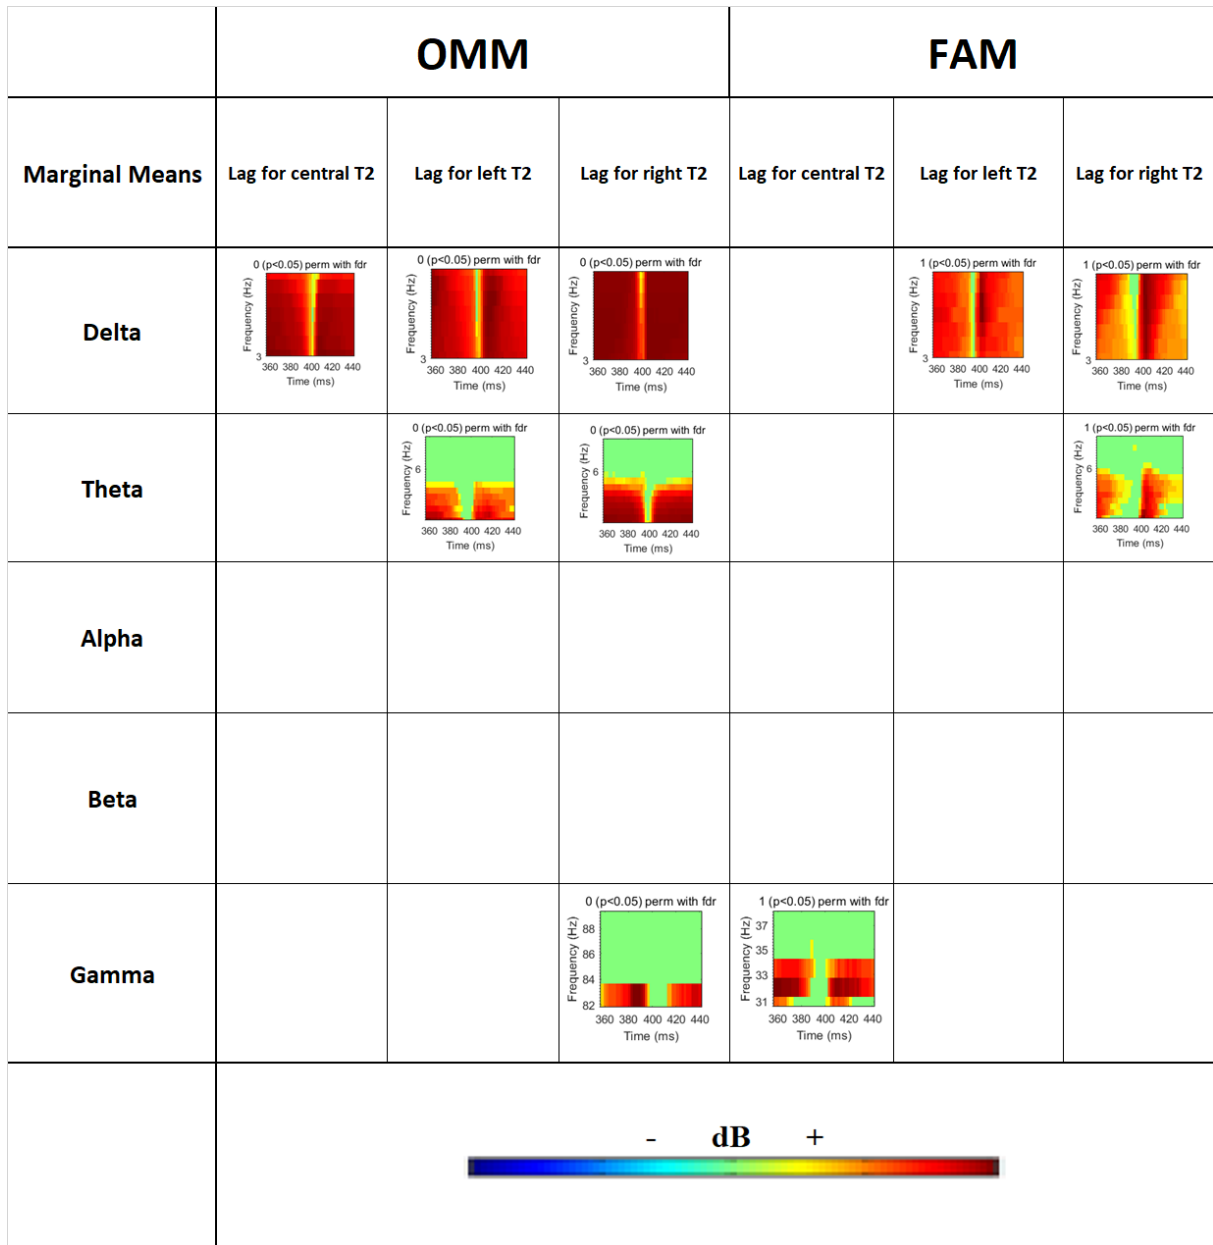 OMM FAM
Marginal Means Lag for central T2 Lag for left T2 Lag for right T2 Lag for central T2 Lag for left T2 Lag for right T2
Delta
0 (p<0.05) perm with fdr
Frequency (Hz)
3
360 380 400 420 440
Time (ms)
0 (p<0.05) perm with fdr
Frequency (Hz)
3
360 380 400 420 440
Time (ms)
0 (p<0.05) perm with fdr
Frequency (Hz)
3
360 380 400 420 440
Time (ms)
1 (p<0.05) perm with fdr
Frequency (Hz)
3
360 380 400 420 440
Time (ms)
1 (p<0.05) perm with fdr
Frequency (Hz)
3
360 380 400 420 440
Time (ms)
Theta
0 (p<0.05) perm with fdr
Frequency (Hz)
6
360 380 400 420 440
Time (ms)
0 (p<0.05) perm with fdr
Frequency (Hz)
6
360 380 400 420 440
Time (ms)
1 (p<0.05) perm with fdr
Frequency (Hz)
6
360 380 400 420 440
Time (ms)
Alpha
Beta
Gamma
0 (p<0.05) perm with fdr
Frequency (Hz)
88
86
84
82
360 380 400 420 440
Time (ms)
1 (p<0.05) perm with fdr
Frequency (Hz)
37
35
33
31
360 380 400 420 440
Time (ms)
- dB +